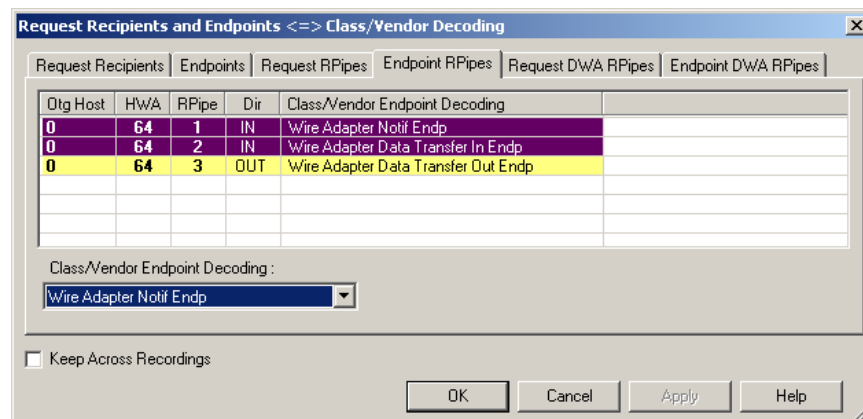 Request Recipients and Endpoints <=> Class/Vendor Decoding
Request Recipients Endpoints Request RPipes Endpoint RPipes Request DWA RPipes Endpoint DWA RPipes
Otg Host HWA RPipe Dir Class/Vendor Endpoint Decoding
0 64 1 IN Wire Adapter Notif Endp
0 64 2 IN Wire Adapter Data Transfer In Endp
0 64 3 OUT Wire Adapter Data Transfer Out Endp
Class/Vendor Endpoint Decoding :
Wire Adapter Notif Endp
Keep Across Recordings
OK Cancel Apply Help